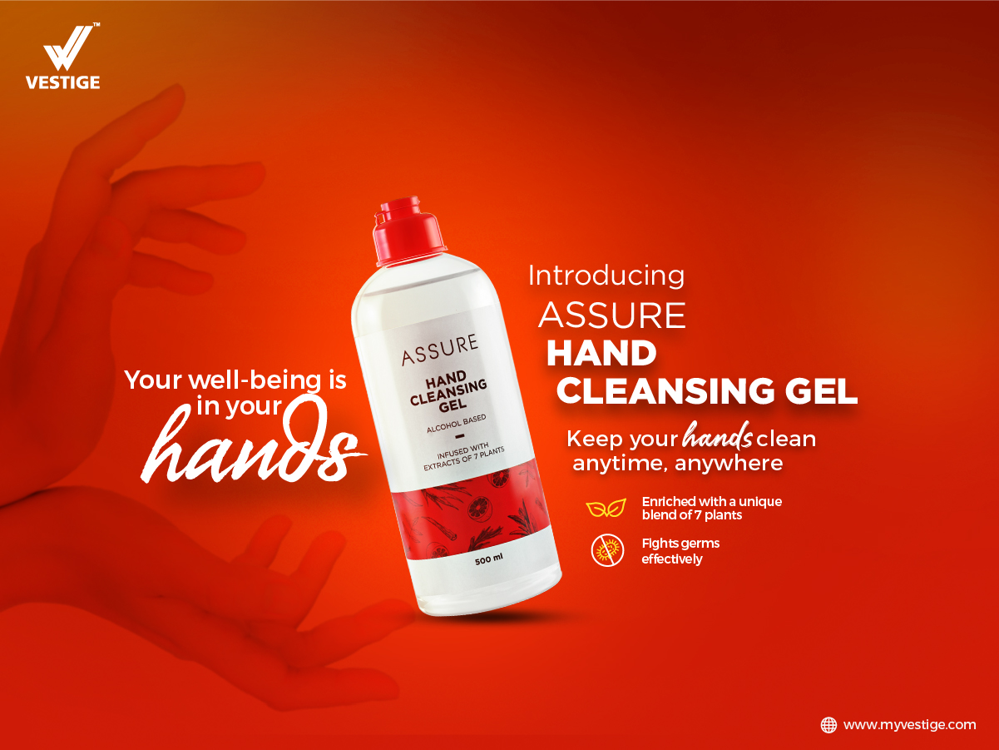 VESTIGE™
Your well-being is
in your
hands
ASSURE
HAND
CLEANSING
GEL
ALCOHOL BASED
INFUSED WITH
EXTRACTS OF 7 PLANTS
500 ml
Introducing
ASSURE
HAND
CLEANSING GEL
Keep your hands clean
anytime, anywhere
Enriched with a unique
blend of 7 plants
Fights germs
effectively
www.myvestige.com